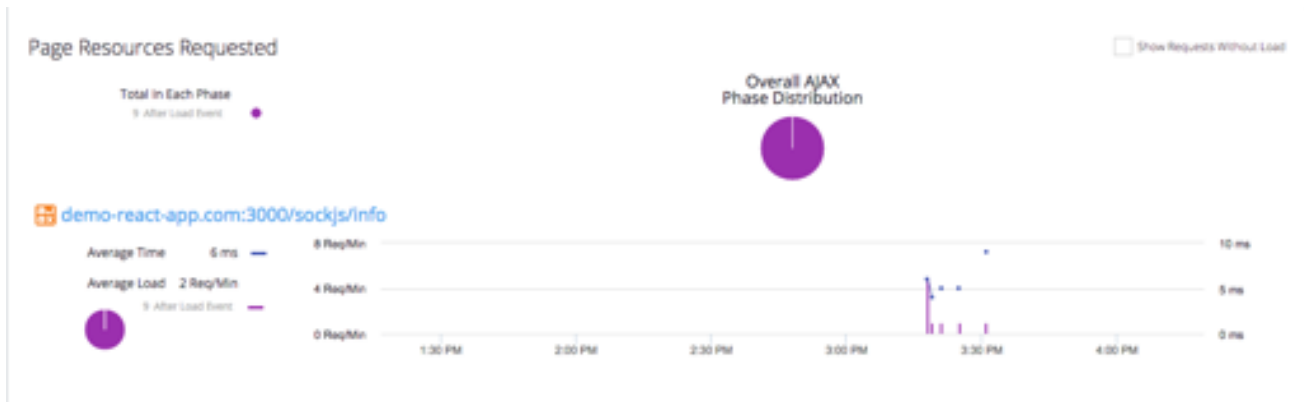 Page Resources Requested
Show Requests Without Load
Total in Each Phase
9 After Load Event
Overall AJAX
Phase Distribution
demo-react-app.com:3000/sockjs/info
Average Time 6 ms
Average Load 2 Req/Min
9 After Load Event
8 Req/Min
4 Req/Min
0 Req/Min
10 ms
5 ms
0 ms
1:30 PM 2:00 PM 2:30 PM 3:00 PM 3:30 PM 4:00 PM